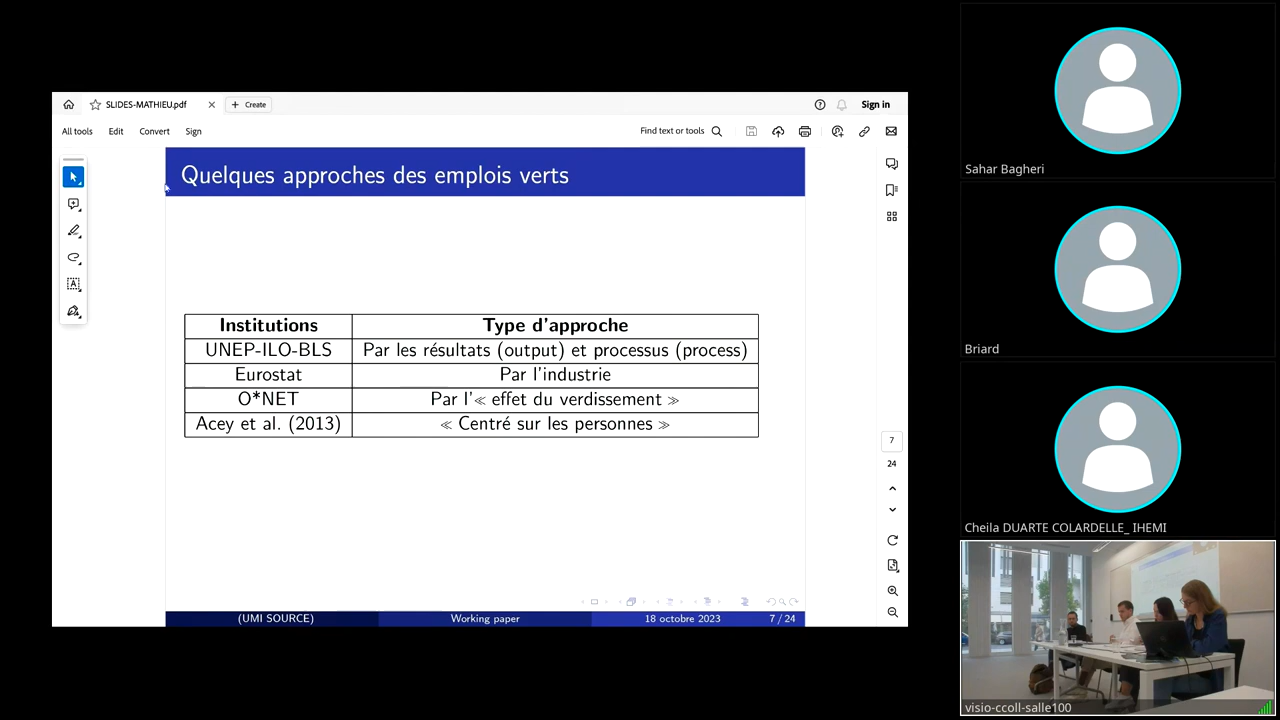 SLIDES-MATHIEU.pdf
Create
Sign in
All tools Edit Convert Sign
Find text or tools
Quelques approches des emplois verts
Institutions Type d'approche
UNEP-ILO-BLS Par les résultats (output) et processus (process)
Eurostat Par l'industrie
O*NET Par l'≪ effet du verdissement ≫
Acey et al. (2013) ≪ Centré sur les personnes ≫
7
24
(UMI SOURCE) Working paper 18 octobre 2023 7 / 24
Sahar Bagheri
Briard
Cheila DUARTE COLARDELLE_ IHEMI
visio-ccoll-salle100